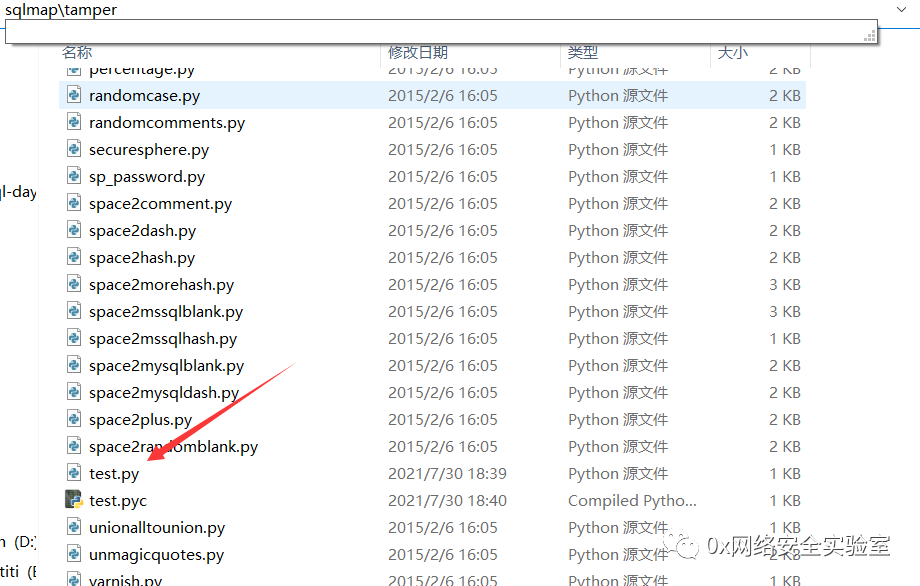 sqlmap\tamper
名称 修改日期 类型 大小
percentage.py 2015/2/6 16:05 Python 源文件 2 KB
randomcase.py 2015/2/6 16:05 Python 源文件 2 KB
randomcomments.py 2015/2/6 16:05 Python 源文件 2 KB
securesphere.py 2015/2/6 16:05 Python 源文件 1 KB
sp_password.py 2015/2/6 16:05 Python 源文件 1 KB
ql-day space2comment.py 2015/2/6 16:05 Python 源文件 2 KB
space2dash.py 2015/2/6 16:05 Python 源文件 2 KB
space2hash.py 2015/2/6 16:05 Python 源文件 2 KB
space2morehash.py 2015/2/6 16:05 Python 源文件 3 KB
space2mssqlblank.py 2015/2/6 16:05 Python 源文件 3 KB
space2mssqlhash.py 2015/2/6 16:05 Python 源文件 1 KB
space2mysqlblank.py 2015/2/6 16:05 Python 源文件 2 KB
space2mysqldash.py 2015/2/6 16:05 Python 源文件 2 KB
space2plus.py 2015/2/6 16:05 Python 源文件 2 KB
space2randomblank.py 2015/2/6 16:05 Python 源文件 2 KB
test.py 2021/7/30 18:39 Python 源文件 1 KB
test.pyc 2021/7/30 18:40 Compiled Pytho... 1 KB
unionalltounion.py 2015/2/6 16:05 Python 源文件 1 KB
(D:) unmagicquotes.py 2015/2/6 16:05 Python 源文件 2 KB
0x网络安全实验室
titi (E varnish.py 2015/2/6 16:05 Python 源文件 1 KB